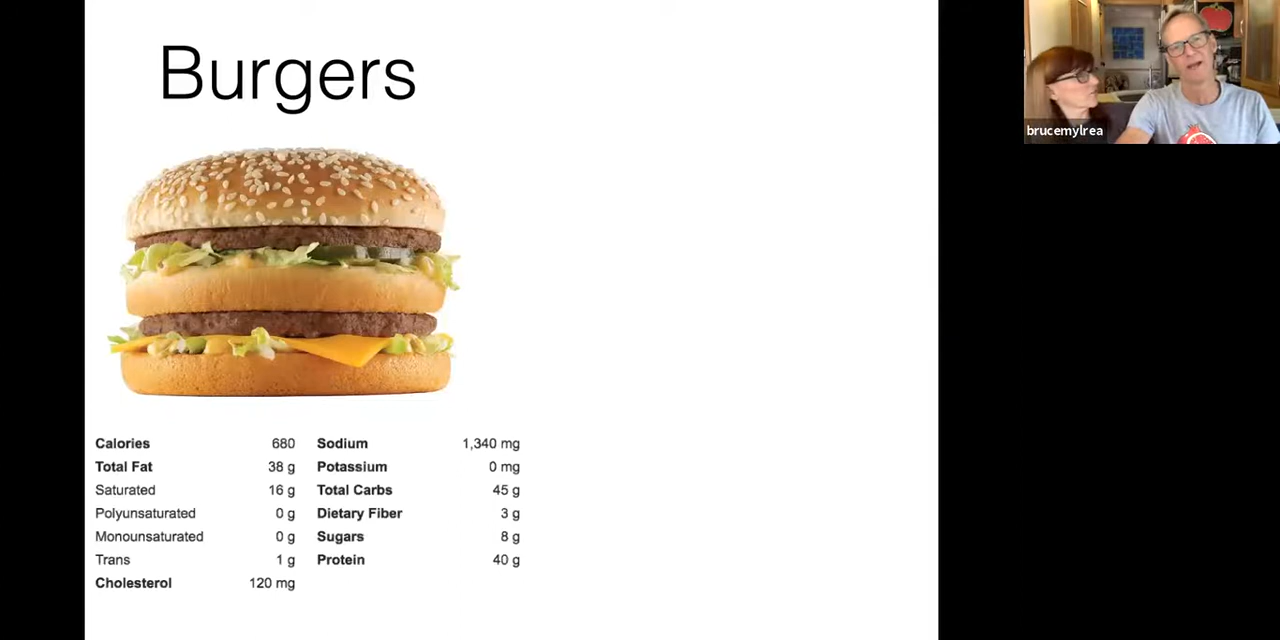 Burgers
brucemylrea
Calories 680 Sodium 1,340 mg
Total Fat 38 g Potassium 0 mg
Saturated 16 g Total Carbs 45 g
Polyunsaturated 0 g Dietary Fiber 3 g
Monounsaturated 0 g Sugars 8 g
Trans 1 g Protein 40 g
Cholesterol 120 mg